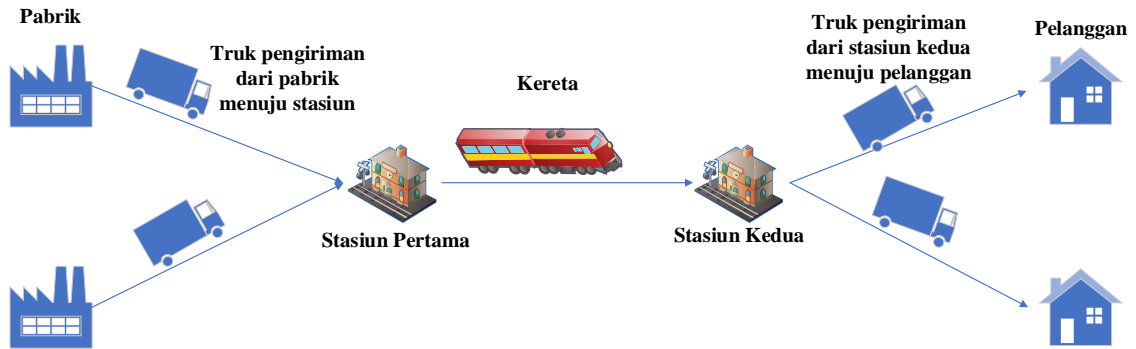 Pabrik
Truk pengiriman
dari pabrik
menuju stasiun
Kereta
Truk pengiriman
dari stasiun kedua
menuju pelanggan
Pelanggan
Stasiun Pertama
Stasiun Kedua